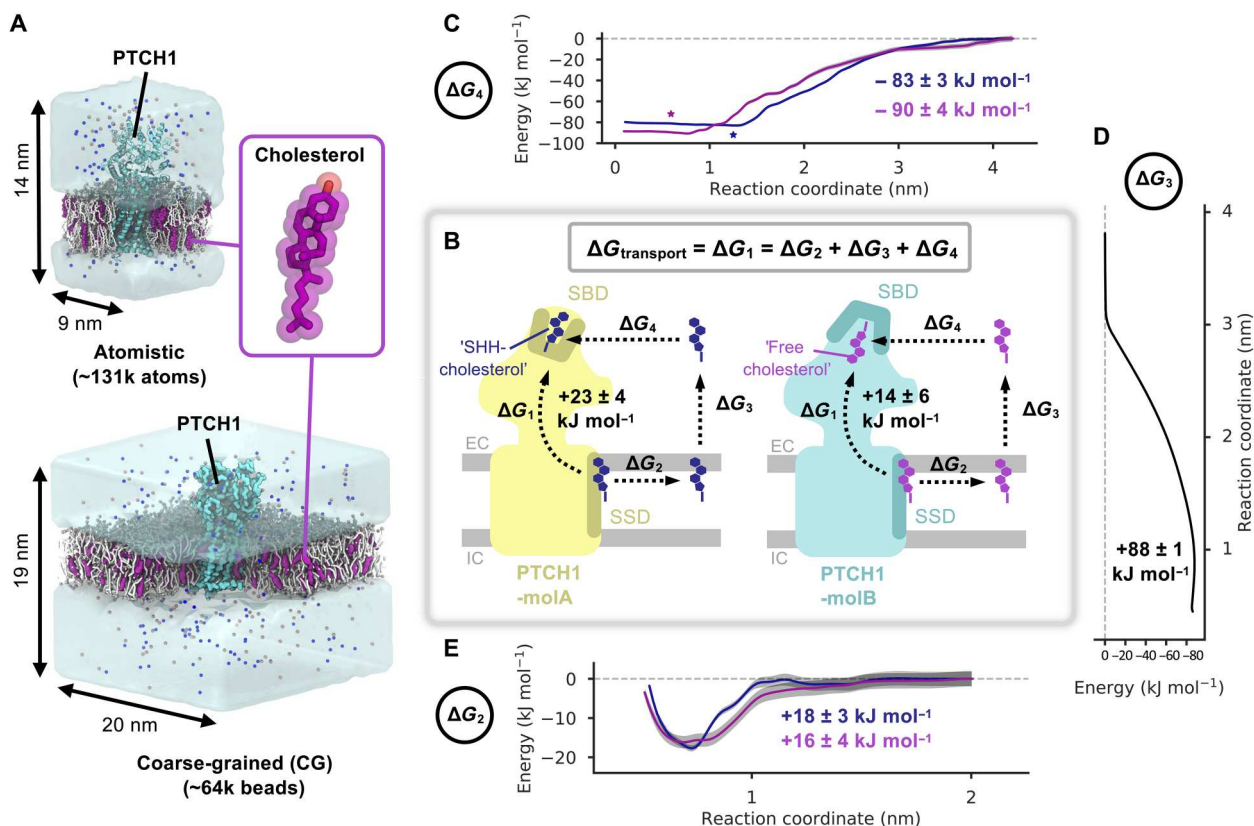 A
PTCH1
14 nm
9 nm
Atomistic
(~131k atoms)
Cholesterol
PTCH1
19 nm
20 nm
Coarse-grained (CG)
(~64k beads)
C
ΔG₄
Energy (kJ mol⁻¹)
0
−20
−40
−60
−80
−100
− 83 ± 3 kJ mol⁻¹
− 90 ± 4 kJ mol⁻¹
0 1 2 3 4
Reaction coordinate (nm)
B
ΔG_transport = ΔG₁ = ΔG₂ + ΔG₃ + ΔG₄
SBD
ΔG₄
'SHH-
cholesterol'
ΔG₁
+23 ± 4
kJ mol⁻¹
ΔG₃
EC
ΔG₂
SSD
IC
PTCH1
-molA
SBD
ΔG₄
'Free
cholesterol'
ΔG₁
+14 ± 6
kJ mol⁻¹
ΔG₃
EC
ΔG₂
SSD
IC
PTCH1
-molB
D
ΔG₃
4
3
2
1
Reaction coordinate (nm)
+88 ± 1
kJ mol⁻¹
0 −20 −40 −60 −80
Energy (kJ mol⁻¹)
E
ΔG₂
Energy (kJ mol⁻¹)
0
−10
−20
+18 ± 3 kJ mol⁻¹
+16 ± 4 kJ mol⁻¹
1 2
Reaction coordinate (nm)